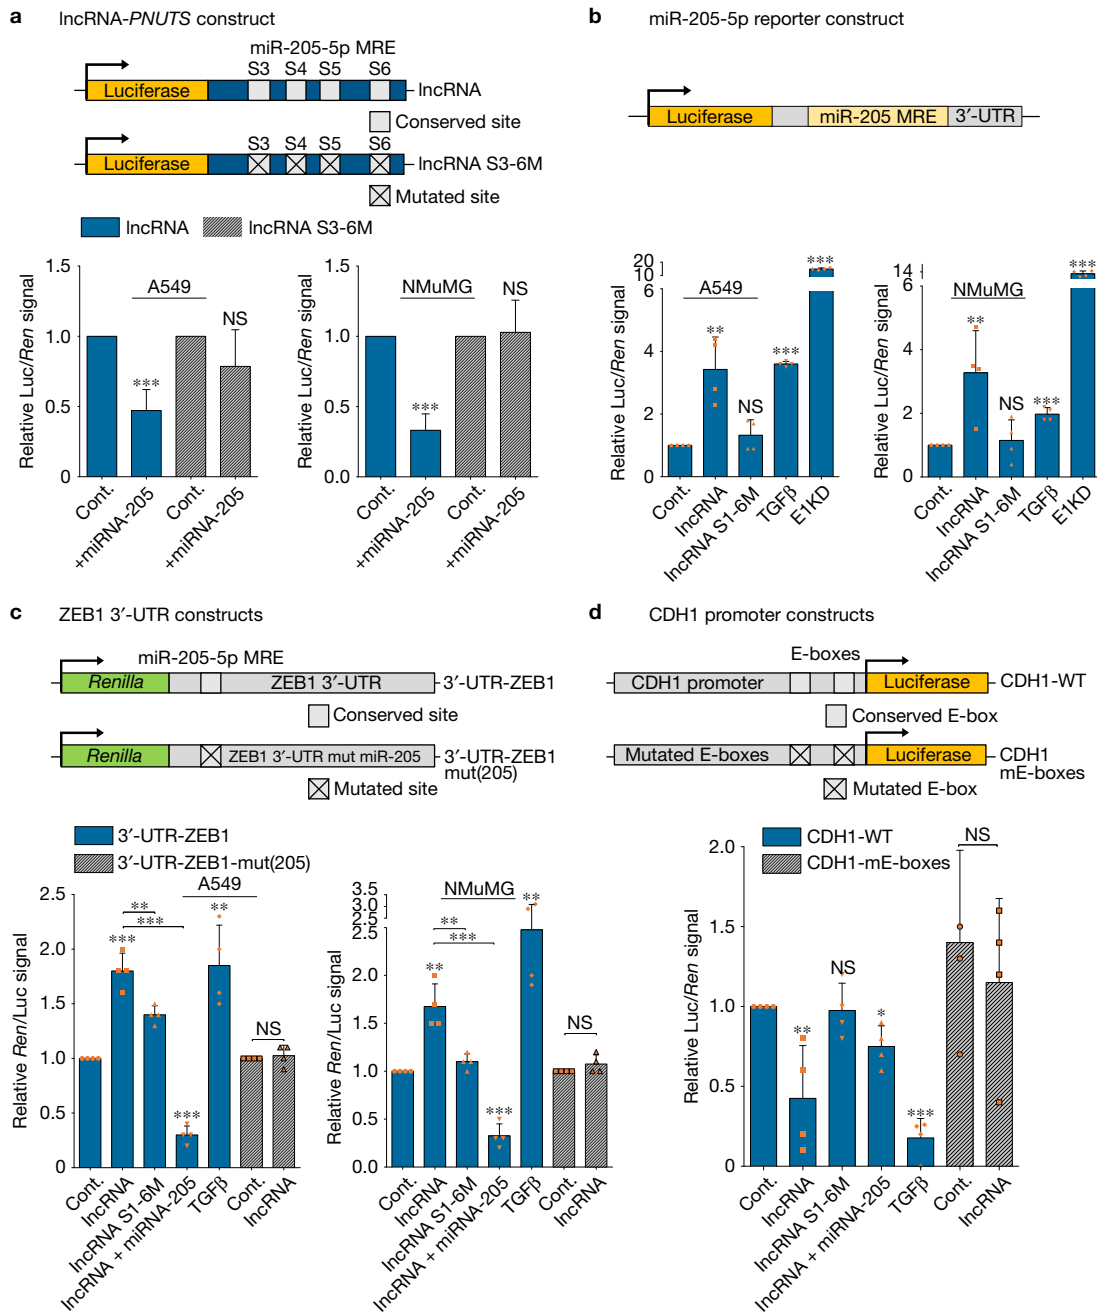 a lncRNA-PNUTS construct
miR-205-5p MRE
S3 S4 S5 S6
Luciferase lncRNA
Conserved site
S3 S4 S5 S6
Luciferase lncRNA S3-6M
Mutated site
lncRNA lncRNA S3-6M
Relative Luc/Ren signal
1.5
1.0
0.5
0
A549
***
NS
Cont.
+miRNA-205
Cont.
+miRNA-205
Relative Luc/Ren signal
1.5
1.0
0.5
0.0
NMuMG
***
NS
Cont.
+miRNA-205
Cont.
+miRNA-205
b miR-205-5p reporter construct
Luciferase miR-205 MRE 3′-UTR
Relative Luc/Ren signal
20
10
6
4
2
0
A549
**
NS
***
***
Cont.
lncRNA
lncRNA S1-6M
TGFβ
E1KD
Relative Luc/Ren signal
14
6
4
2
0
NMuMG
**
NS
***
***
Cont.
lncRNA
lncRNA S1-6M
TGFβ
E1KD
c ZEB1 3′-UTR constructs
miR-205-5p MRE
Renilla ZEB1 3′-UTR 3′-UTR-ZEB1
Conserved site
Renilla ZEB1 3′-UTR mut miR-205 3′-UTR-ZEB1
mut(205)
Mutated site
3′-UTR-ZEB1
3′-UTR-ZEB1-mut(205)
Relative Ren/Luc signal
2.5
2.0
1.5
1.0
0.5
0
A549
**
***
***
***
**
NS
Cont.
lncRNA
lncRNA S1-6M
lncRNA + miRNA-205
TGFβ
Cont.
lncRNA
Relative Ren/Luc signal
3.5
3.0
2.5
2.5
2.0
1.5
1.0
0.5
0.0
NMuMG
**
***
**
***
**
NS
Cont.
lncRNA
lncRNA S1-6M
lncRNA + miRNA-205
TGFβ
Cont.
lncRNA
d CDH1 promoter constructs
E-boxes
CDH1 promoter Luciferase CDH1-WT
Conserved E-box
Mutated E-boxes Luciferase CDH1
mE-boxes
Mutated E-box
CDH1-WT
CDH1-mE-boxes
Relative Luc/Ren signal
2.0
1.5
1.0
0.5
0
**
NS
*
***
NS
Cont.
lncRNA
lncRNA S1-6M
lncRNA + miRNA-205
TGFβ
Cont.
lncRNA